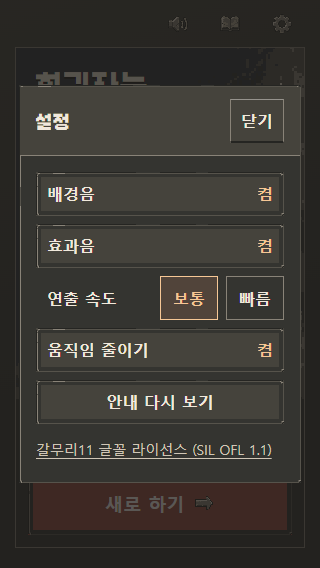 설정
닫기
배경음 켬
효과음 켬
연출 속도 보통 빠름
움직임 줄이기 켬
안내 다시 보기
갈무리11 글꼴 라이선스 (SIL OFL 1.1)
새로 하기